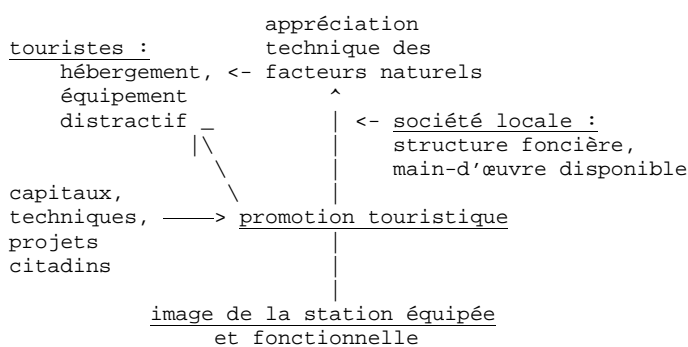 appréciation
touristes :
technique des
hébergement, <- facteurs naturels
équipement
distractif
<- société locale :
structure foncière,
main-d'œuvre disponible
capitaux,
techniques, ——> promotion touristique
projets
citadins
image de la station équipée
et fonctionnelle